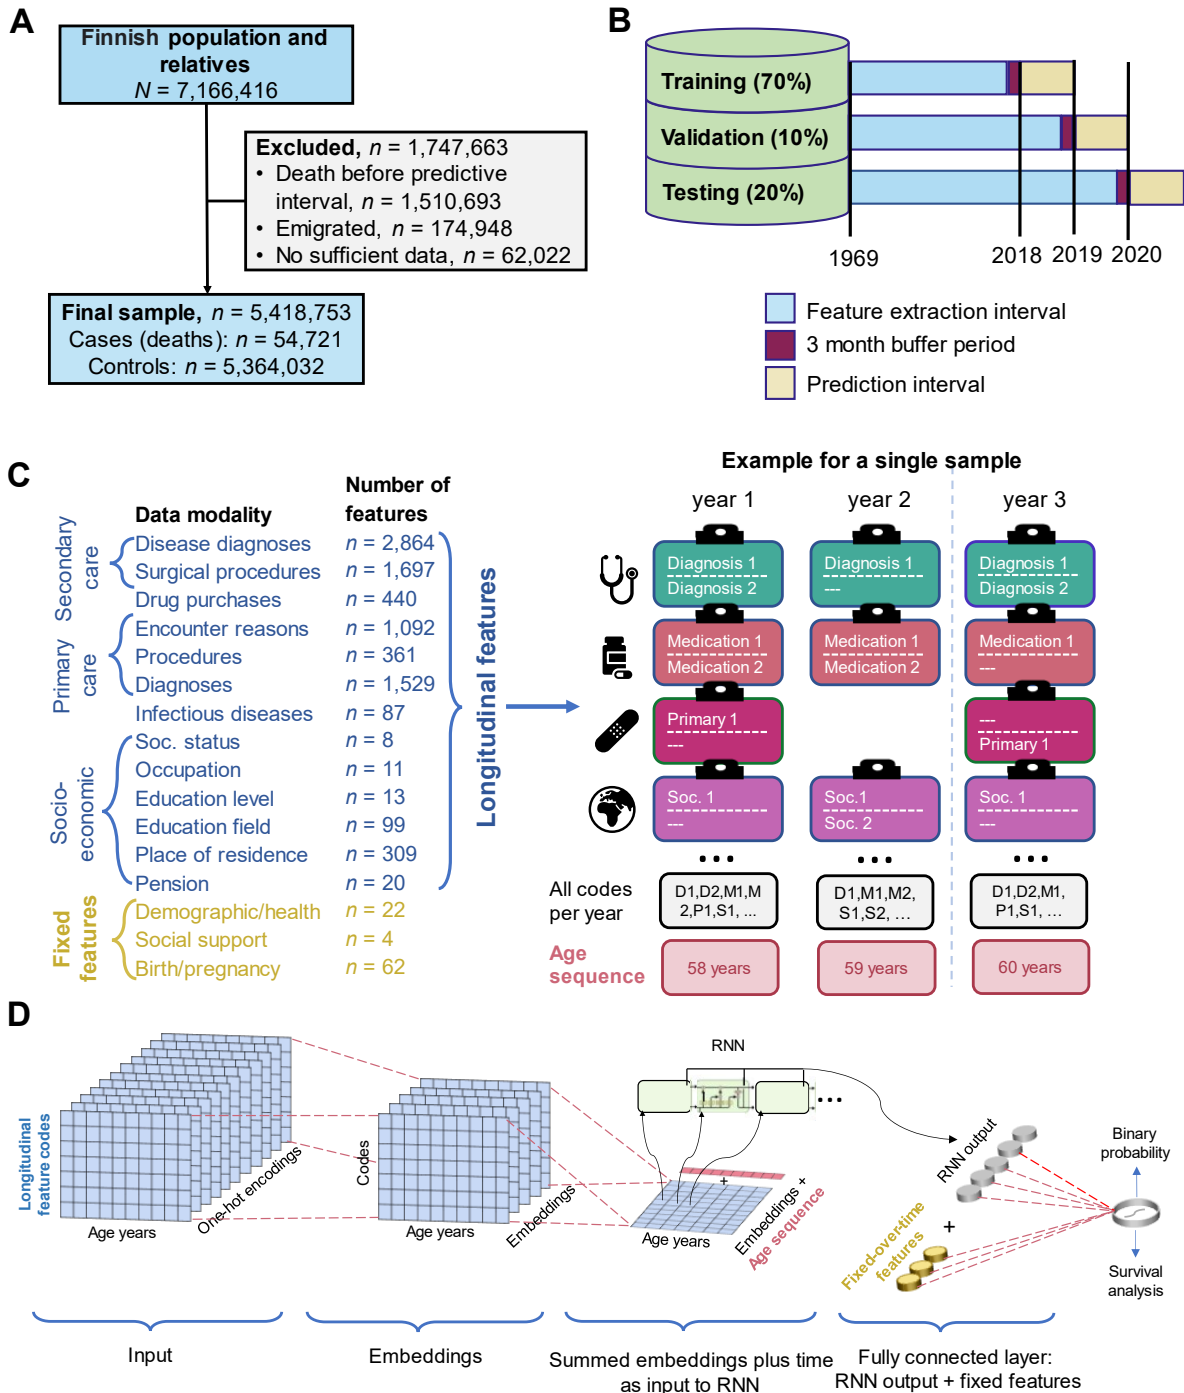 A
Finnish population and
relatives
N = 7,166,416
Excluded, n = 1,747,663
• Death before predictive
interval, n = 1,510,693
• Emigrated, n = 174,948
• No sufficient data, n = 62,022
Final sample, n = 5,418,753
Cases (deaths): n = 54,721
Controls: n = 5,364,032
B
Training (70%)
Validation (10%)
Testing (20%)
1969
2018
2019
2020
Feature extraction interval
3 month buffer period
Prediction interval
C
Data modality
Number of
features
Secondary
care
Disease diagnoses n = 2,864
Surgical procedures n = 1,697
Drug purchases n = 440
Primary
care
Encounter reasons n = 1,092
Procedures n = 361
Diagnoses n = 1,529
Infectious diseases n = 87
Socio-
economic
Soc. status n = 8
Occupation n = 11
Education level n = 13
Education field n = 99
Place of residence n = 309
Pension n = 20
Fixed
features
Demographic/health n = 22
Social support n = 4
Birth/pregnancy n = 62
Longitudinal features
Example for a single sample
year 1
year 2
year 3
Diagnosis 1
Diagnosis 2
Diagnosis 1
---
Diagnosis 1
Diagnosis 2
Medication 1
Medication 2
Medication 1
Medication 2
Medication 1
---
Primary 1
---
---
Primary 1
Soc. 1
---
Soc.1
Soc. 2
Soc. 1
---
...
...
...
All codes
per year
D1,D2,M1,M
2,P1,S1, ...
D1,M1,M2,
S1,S2, ...
D1,D2,M1,
P1,S1, ...
Age
sequence
58 years
59 years
60 years
D
Longitudinal
feature codes
Age years
One-hot encodings
Codes
Age years
Embeddings
RNN
...
+
Age years
Embeddings +
Age sequence
RNN output
+
Fixed-over-time
features
Binary
probability
Survival
analysis
Input
Embeddings
Summed embeddings plus time
as input to RNN
Fully connected layer:
RNN output + fixed features